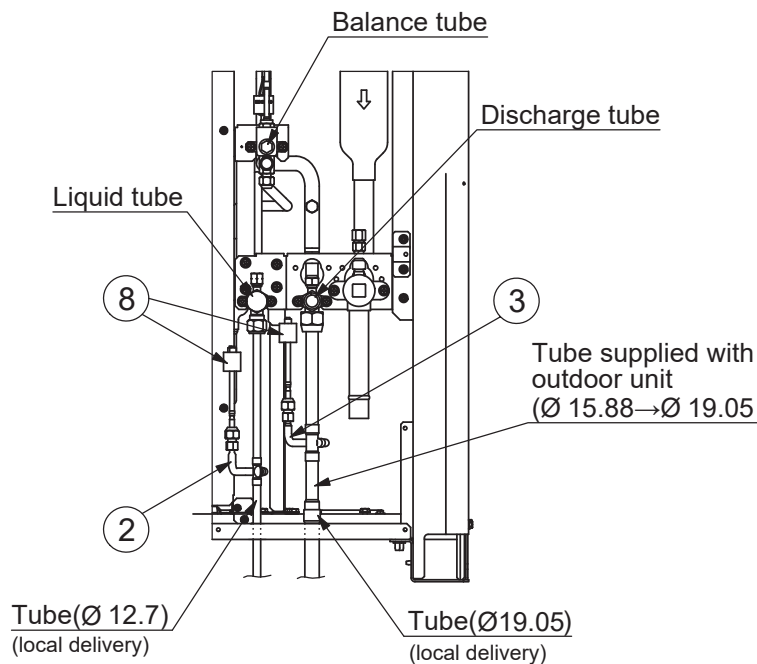 Balance tube
Discharge tube
Liquid tube
8
3
Tube supplied with
outdoor unit
(Ø 15.88→Ø 19.05
2
Tube(Ø 12.7)
(local delivery)
Tube(Ø19.05)
(local delivery)